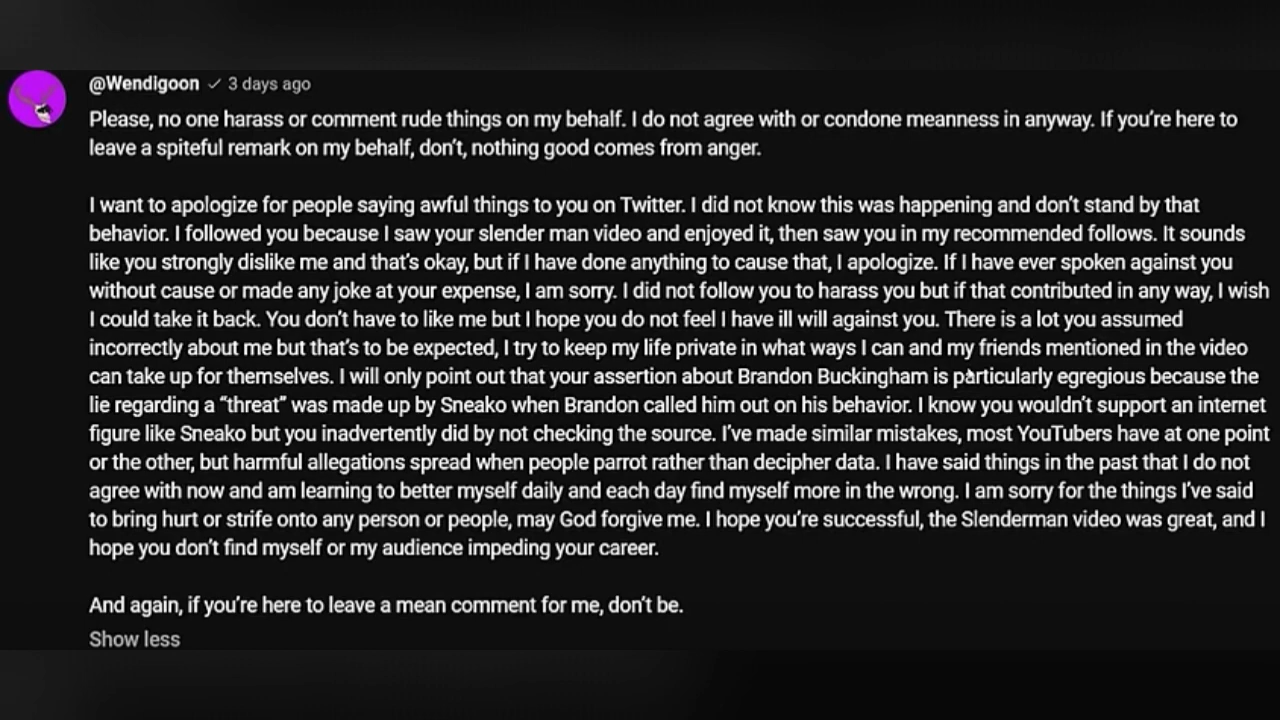 @Wendigoon ✓ 3 days ago
Please, no one harass or comment rude things on my behalf. I do not agree with or condone meanness in anyway. If you're here to
leave a spiteful remark on my behalf, don't, nothing good comes from anger.
I want to apologize for people saying awful things to you on Twitter. I did not know this was happening and don't stand by that
behavior. I followed you because I saw your slender man video and enjoyed it, then saw you in my recommended follows. It sounds
like you strongly dislike me and that's okay, but if I have done anything to cause that, I apologize. If I have ever spoken against you
without cause or made any joke at your expense, I am sorry. I did not follow you to harass you but if that contributed in any way, I wish
I could take it back. You don't have to like me but I hope you do not feel I have ill will against you. There is a lot you assumed
incorrectly about me but that's to be expected, I try to keep my life private in what ways I can and my friends mentioned in the video
can take up for themselves. I will only point out that your assertion about Brandon Buckingham is particularly egregious because the
lie regarding a “threat” was made up by Sneako when Brandon called him out on his behavior. I know you wouldn't support an internet
figure like Sneako but you inadvertently did by not checking the source. I've made similar mistakes, most YouTubers have at one point
or the other, but harmful allegations spread when people parrot rather than decipher data. I have said things in the past that I do not
agree with now and am learning to better myself daily and each day find myself more in the wrong. I am sorry for the things I've said
to bring hurt or strife onto any person or people, may God forgive me. I hope you're successful, the Slenderman video was great, and I
hope you don't find myself or my audience impeding your career.
And again, if you're here to leave a mean comment for me, don't be.
Show less